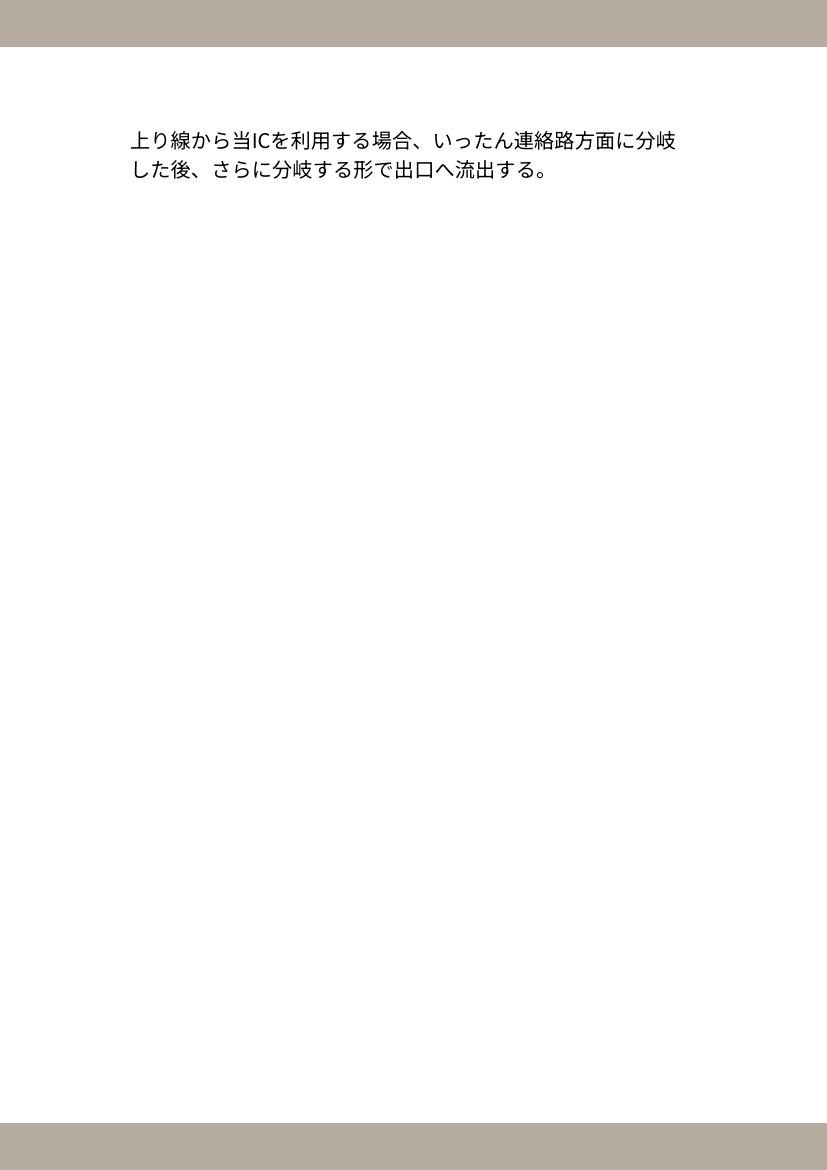 上り線から当ICを利用する場合、いったん連絡路方面に分岐
した後、さらに分岐する形で出口へ流出する。